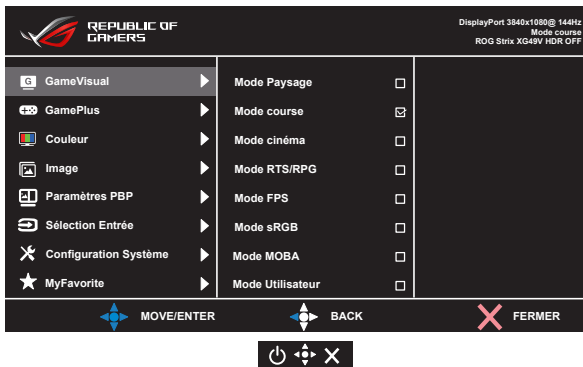 REPUBLIC OF
GAMERS
DisplayPort 3840x1080@ 144Hz
Mode course
ROG Strix XG49V HDR OFF
G GameVisual
GamePlus
Couleur
Image
Paramètres PBP
Sélection Entrée
Configuration Système
MyFavorite
Mode Paysage
Mode course
Mode cinéma
Mode RTS/RPG
Mode FPS
Mode sRGB
Mode MOBA
Mode Utilisateur
MOVE/ENTER
BACK
FERMER